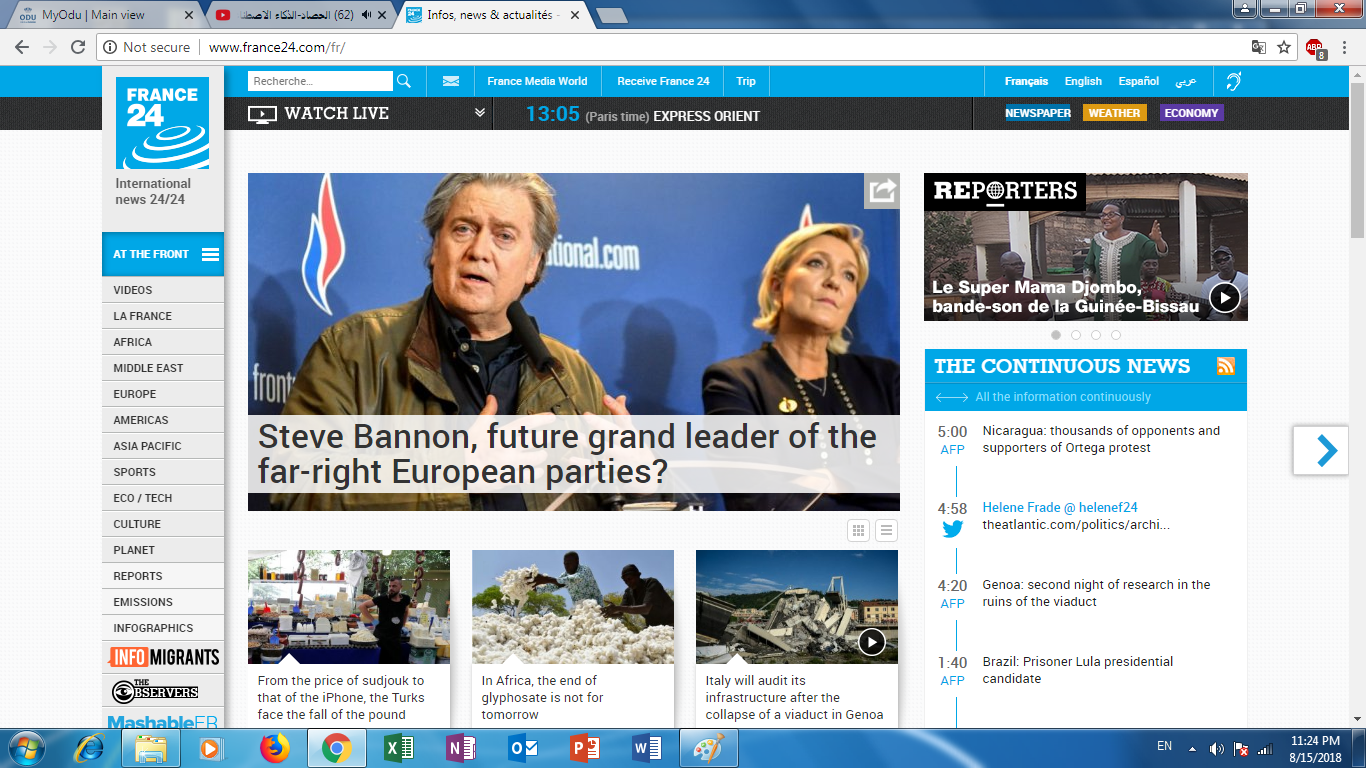 ODU
MyOdu | Main view
(62) الحصاد-الذكاء الاصطنا
Infos, news & actualités -
Not secure
www.france24.com/fr/
ABP
8
FRANCE
24
International
news 24/24
Recherche...
France Media World
Receive France 24
Trip
Français
English
Español
عربي
WATCH LIVE
13:05 (Paris time) EXPRESS ORIENT
NEWSPAPER
WEATHER
ECONOMY
AT THE FRONT
VIDEOS
LA FRANCE
AFRICA
MIDDLE EAST
EUROPE
AMERICAS
ASIA PACIFIC
SPORTS
ECO / TECH
CULTURE
PLANET
REPORTS
EMISSIONS
INFOGRAPHICS
INFOMIGRANTS
THE
OBSERVERS
MashableFR
ational.com
front
Steve Bannon, future grand leader of the
far-right European parties?
From the price of sudjouk to
that of the iPhone, the Turks
face the fall of the pound
In Africa, the end of
glyphosate is not for
tomorrow
Italy will audit its
infrastructure after the
collapse of a viaduct in Genoa
REPORTERS
Le Super Mama Djombo,
bande-son de la Guinée-Bissau
THE CONTINUOUS NEWS
All the information continuously
5:00
AFP
Nicaragua: thousands of opponents and
supporters of Ortega protest
4:58
Helene Frade @ helenef24
theatlantic.com/politics/archi...
4:20
AFP
Genoa: second night of research in the
ruins of the viaduct
1:40
AFP
Brazil: Prisoner Lula presidential
candidate
EN
11:24 PM
8/15/2018